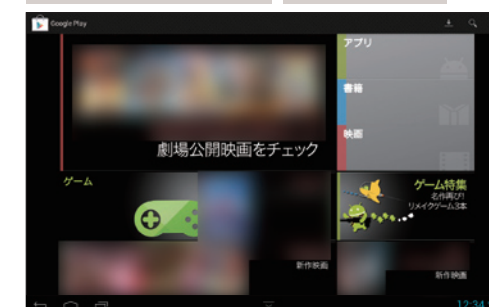 Google Play
アプリ
書籍
映画
劇場公開映画をチェック
ゲーム
ゲーム特集
名作再び!
リメイクゲーム3本
新作映画
新作映画
12:34